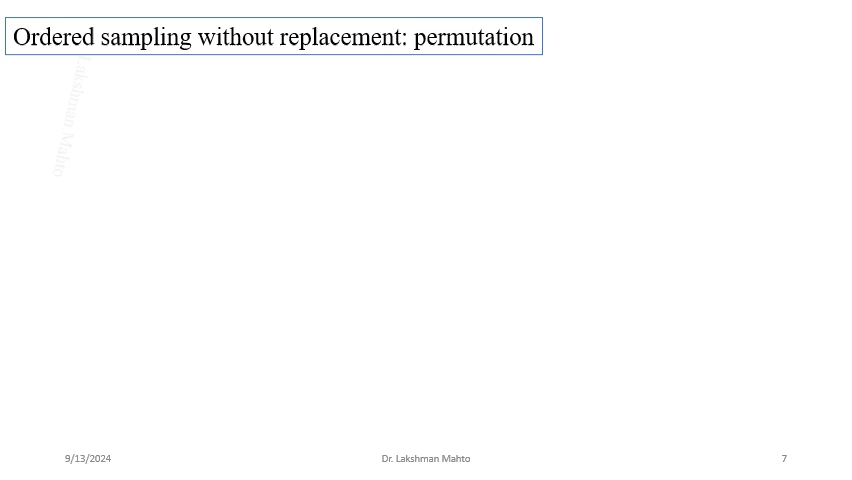 Ordered sampling without replacement: permutation
Lakshman Mahto
9/13/2024
Dr. Lakshman Mahto
7